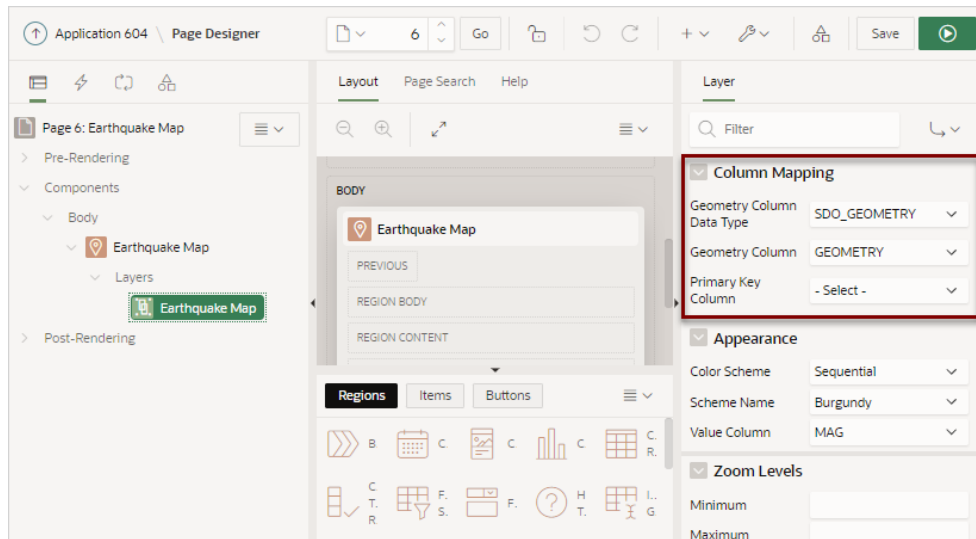 Application 604 \ Page Designer
6
Go
Save
Page 6: Earthquake Map
Pre-Rendering
Components
Body
Earthquake Map
Layers
Earthquake Map
Post-Rendering
Layout Page Search Help
BODY
Earthquake Map
PREVIOUS
REGION BODY
REGION CONTENT
Regions Items Buttons
B. C. C C C.
R.
C. F. F. H I..
T. S. T. G
R.
Layer
Filter
Column Mapping
Geometry Column
Data Type
SDO_GEOMETRY
Geometry Column GEOMETRY
Primary Key
Column
- Select -
Appearance
Color Scheme Sequential
Scheme Name Burgundy
Value Column MAG
Zoom Levels
Minimum
Maximum